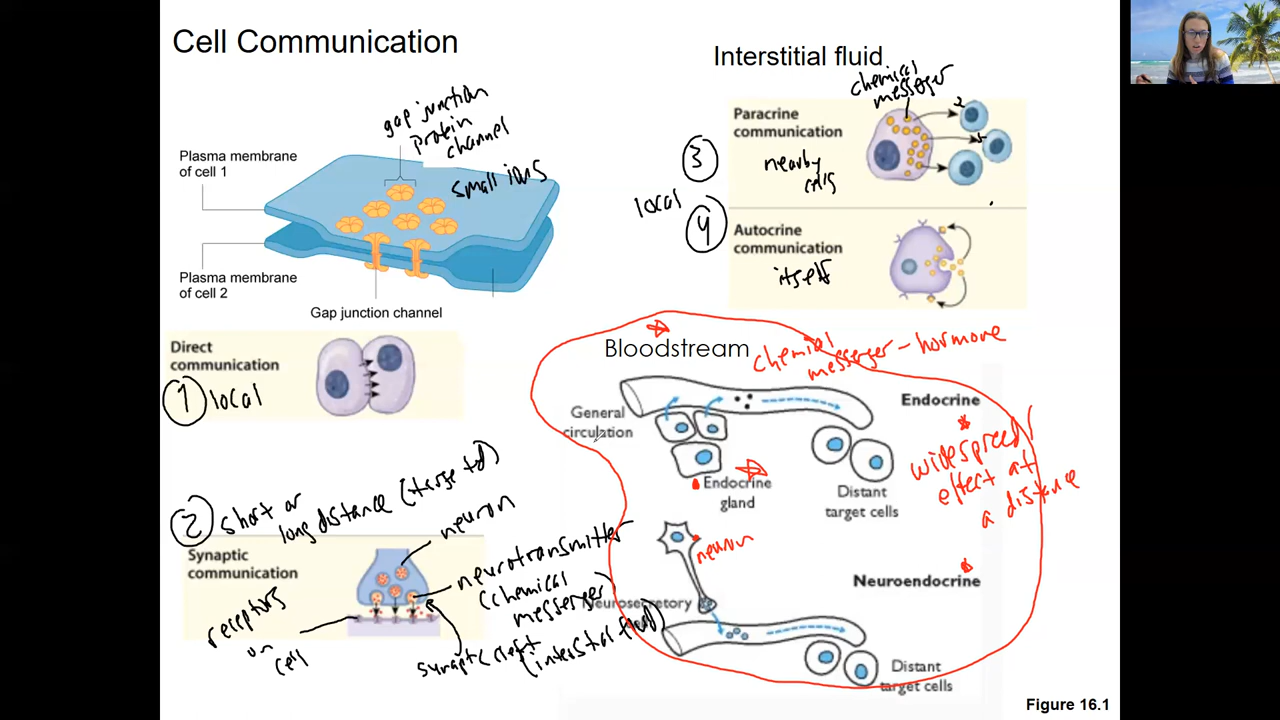 Cell Communication
gap junction
protein
channel
small ions
Plasma membrane
of cell 1
Plasma membrane
of cell 2
Gap junction channel
Direct
communication
1 local
2 short or
long distance (targeted)
neuron
Synaptic
communication
neurotransmitter
(chemical
messenger)
receptors
on
cell
synaptic cleft
(interstitial fluid)
Interstitial fluid
chemical
messenger
Paracrine
communication
3
nearby
cells
local
4
Autocrine
communication
itself
Bloodstream
chemical
messenger - hormone
General
circulation
Endocrine
widespread
effect at
a distance
Endocrine
gland
Distant
target cells
neuron
Neuroendocrine
Neurosecretory
Distant
target cells
Figure 16.1